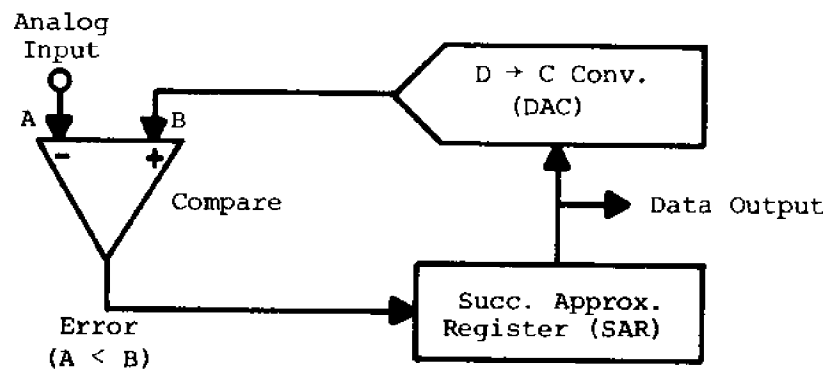 Analog
Input
D → C Conv.
(DAC)
A
B
-
+
Compare
Data Output
Succ. Approx.
Register (SAR)
Error
(A < B)